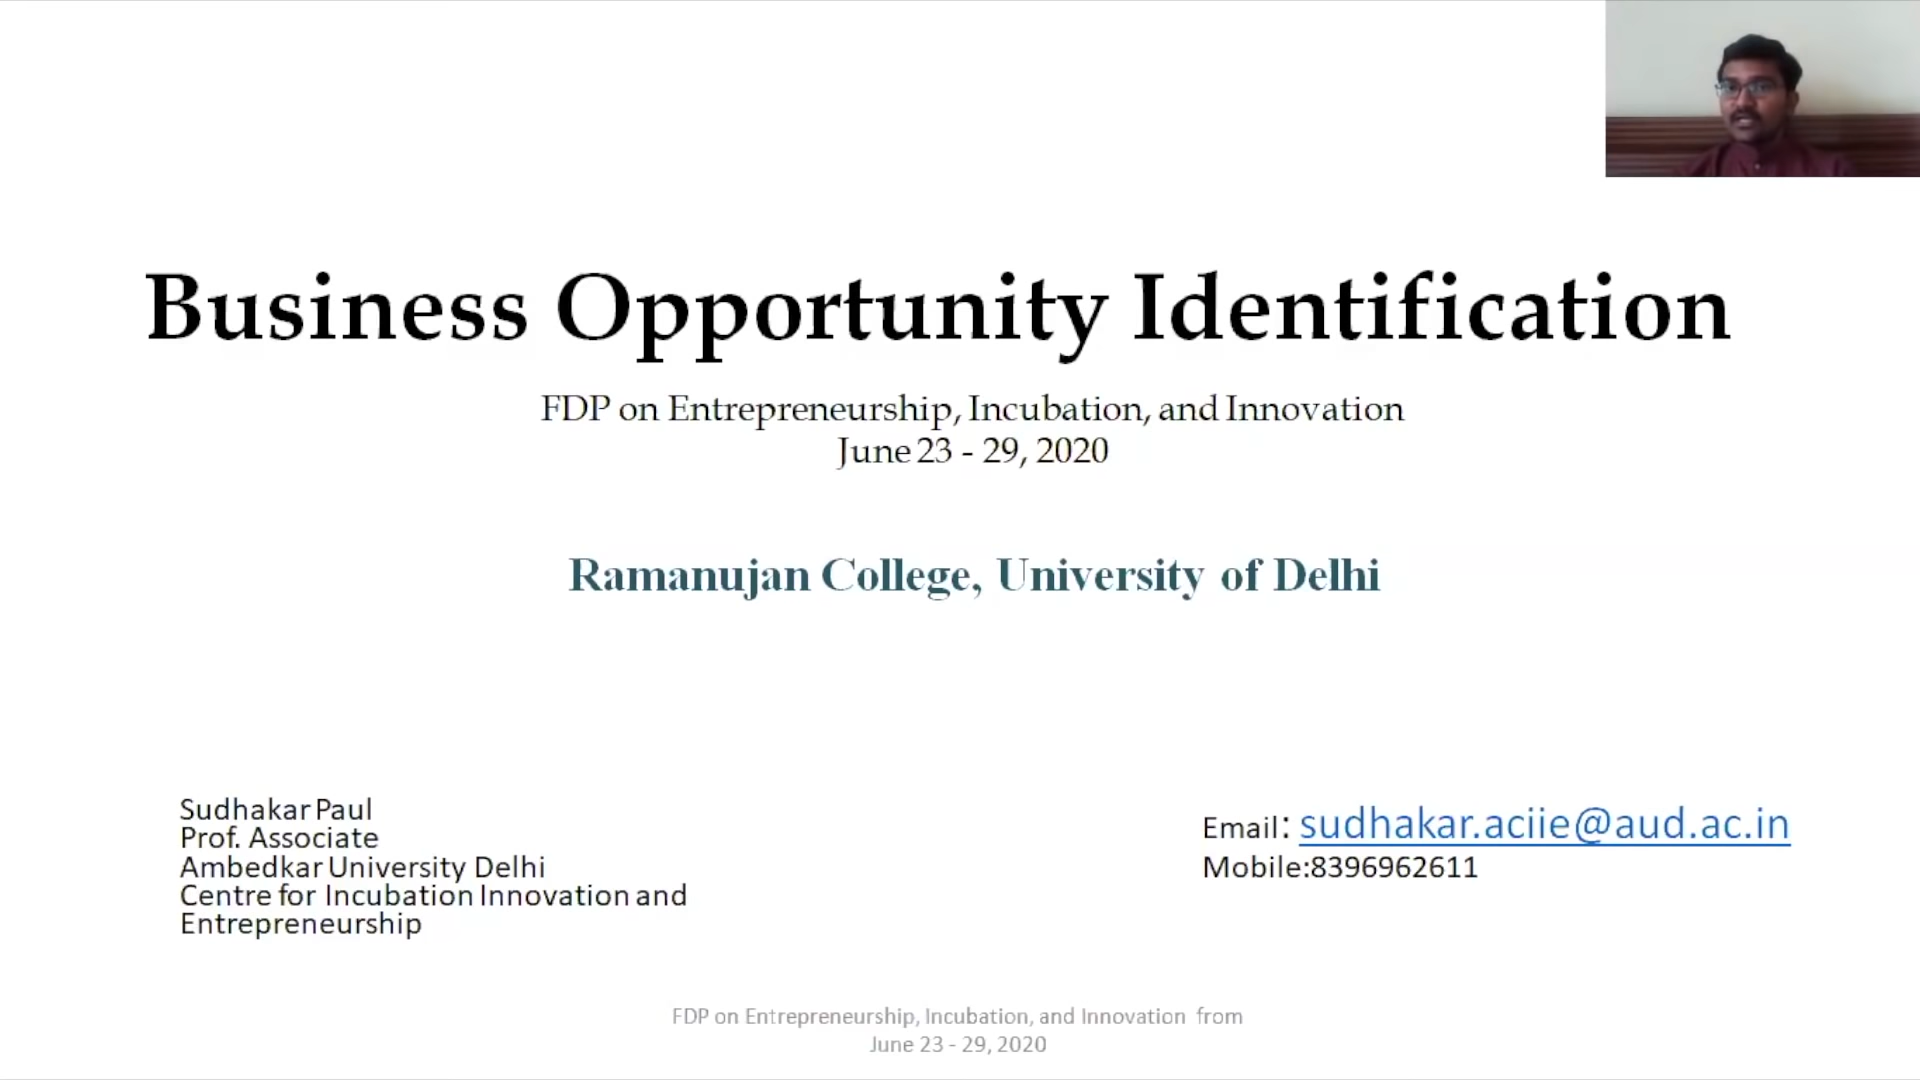 Business Opportunity Identification
FDP on Entrepreneurship, Incubation, and Innovation
June 23 - 29, 2020
Ramanujan College, University of Delhi
Sudhakar Paul
Prof. Associate
Ambedkar University Delhi
Centre for Incubation Innovation and
Entrepreneurship
Email: sudhakar.aciie@aud.ac.in
Mobile:8396962611
FDP on Entrepreneurship, Incubation, and Innovation from
June 23 - 29, 2020